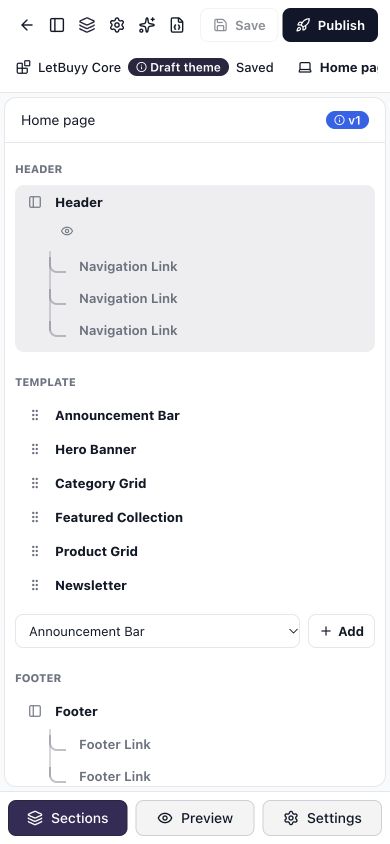 Save
Publish
LetBuyy Core
Draft theme
Saved
Home pa
Home page
v1
HEADER
Header
Navigation Link
Navigation Link
Navigation Link
TEMPLATE
Announcement Bar
Hero Banner
Category Grid
Featured Collection
Product Grid
Newsletter
Announcement Bar
Add
FOOTER
Footer
Footer Link
Footer Link
Sections
Preview
Settings